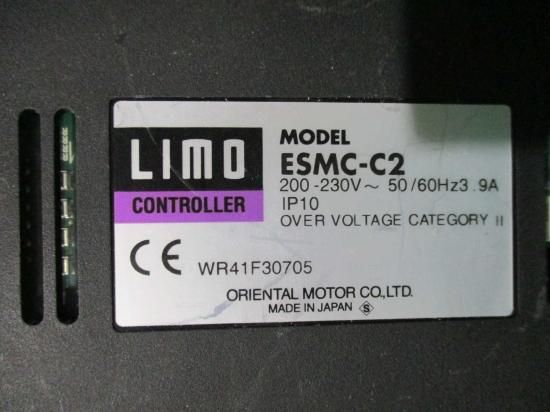 LIMO
CONTROLLER
MODEL
ESMC-C2
200-230V~ 50/60Hz3.9A
IP10
OVER VOLTAGE CATEGORY II
CE WR41F30705
ORIENTAL MOTOR CO.,LTD.
MADE IN JAPAN S